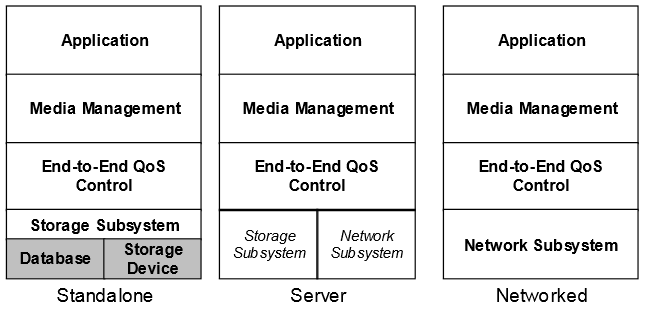 Application
Media Management
End-to-End QoS
Control
Storage Subsystem
Database
Storage
Device
Standalone
Application
Media Management
End-to-End QoS
Control
Storage
Subsystem
Network
Subsystem
Server
Application
Media Management
End-to-End QoS
Control
Network Subsystem
Networked